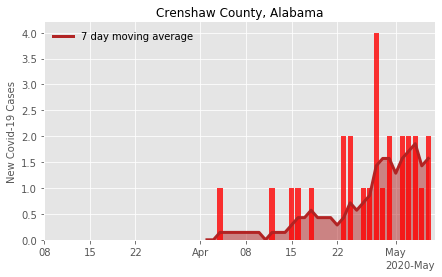 Crenshaw County, Alabama
7 day moving average
New Covid-19 Cases
4.0
3.5
3.0
2.5
2.0
1.5
1.0
0.5
0.0
08 15 22 Apr 08 15 22 May
2020-May